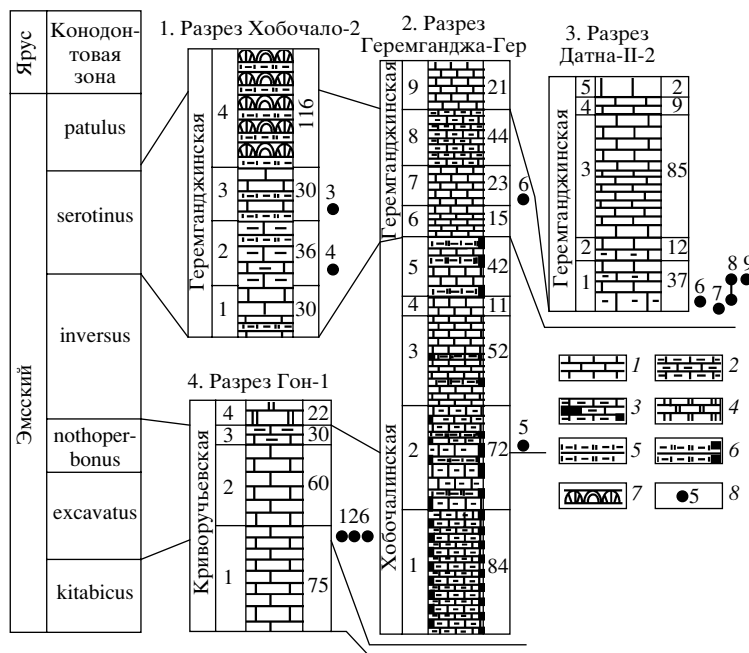 Ярус
Конодонтовая
зона
Эмсский
patulus
serotinus
inversus
nothoper-
bonus
excavatus
kitabicus
1. Разрез Хобочало-2
Геремганджинская
4
116
3
30
3
2
36
4
1
30
2. Разрез
Геремганджа-Гер
Геремганджинская
9
21
8
44
7
23
6
6
15
Хобочалинская
5
42
4
11
3
52
2
72
5
1
84
3. Разрез
Датна-II-2
Геремганджинская
5
2
4
9
3
85
2
12
1
37
6
7
8
9
4. Разрез Гон-1
Криворучьевская
4
22
3
30
2
60
1
75
126
1
2
3
4
5
6
7
5
8